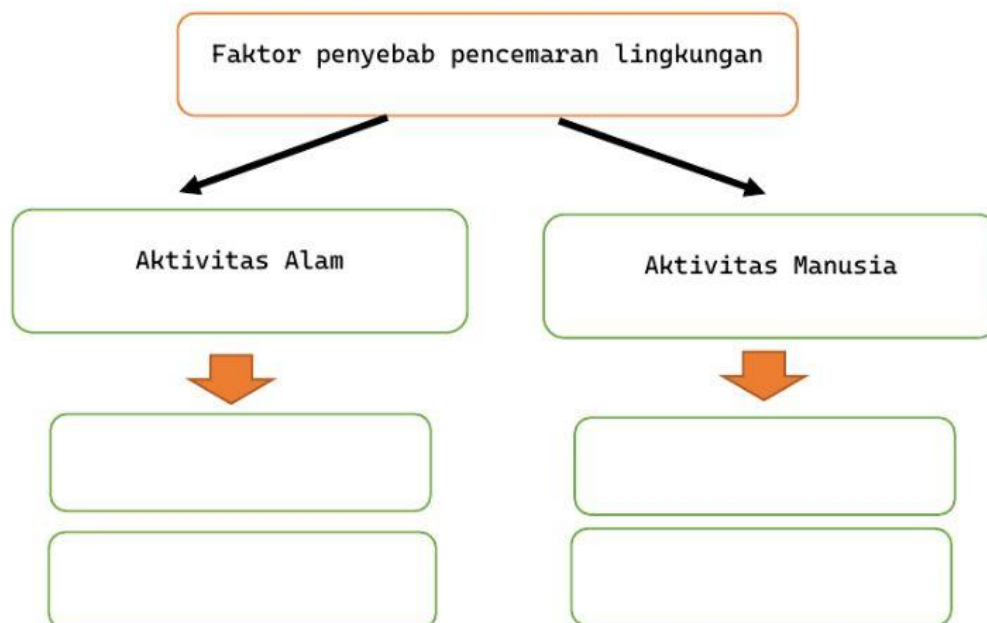 Faktor penyebab pencemaran lingkungan
Aktivitas Alam
Aktivitas Manusia